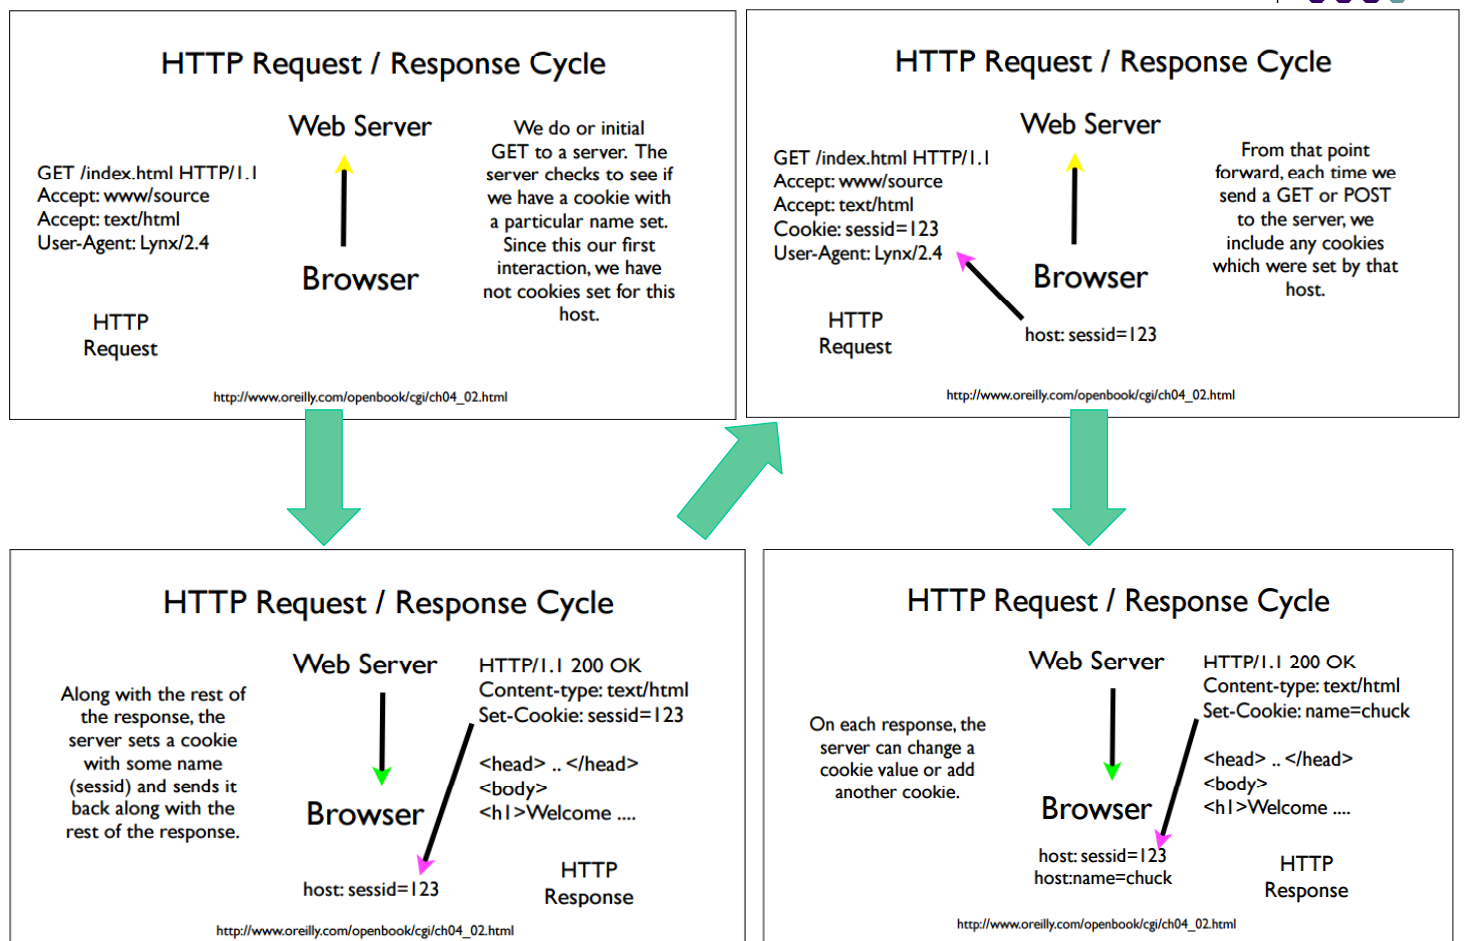 HTTP Request / Response Cycle
Web Server
GET /index.html HTTP/1.1
Accept: www/source
Accept: text/html
User-Agent: Lynx/2.4
Browser
HTTP
Request
We do or initial
GET to a server. The
server checks to see if
we have a cookie with
a particular name set.
Since this our first
interaction, we have
not cookies set for this
host.
http://www.oreilly.com/openbook/cgi/ch04_02.html
HTTP Request / Response Cycle
Web Server
Along with the rest of
the response, the
server sets a cookie
with some name
(sessid) and sends it
back along with the
rest of the response.
Browser
host: sessid=123
HTTP/1.1 200 OK
Content-type: text/html
Set-Cookie: sessid=123
<head> .. </head>
<body>
<h1>Welcome ....
HTTP
Response
http://www.oreilly.com/openbook/cgi/ch04_02.html
HTTP Request / Response Cycle
Web Server
GET /index.html HTTP/1.1
Accept: www/source
Accept: text/html
Cookie: sessid=123
User-Agent: Lynx/2.4
Browser
host: sessid=123
HTTP
Request
From that point
forward, each time we
send a GET or POST
to the server, we
include any cookies
which were set by that
host.
http://www.oreilly.com/openbook/cgi/ch04_02.html
HTTP Request / Response Cycle
Web Server
On each response, the
server can change a
cookie value or add
another cookie.
Browser
host: sessid=123
host:name=chuck
HTTP/1.1 200 OK
Content-type: text/html
Set-Cookie: name=chuck
<head> .. </head>
<body>
<h1>Welcome ....
HTTP
Response
http://www.oreilly.com/openbook/cgi/ch04_02.html